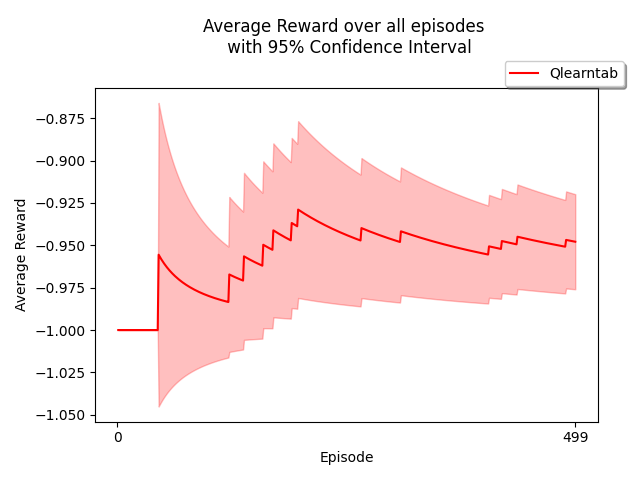 Average Reward over all episodes
with 95% Confidence Interval
Qlearntab
−0.875
−0.900
−0.925
−0.950
−0.975
−1.000
−1.025
−1.050
Average Reward
0
499
Episode